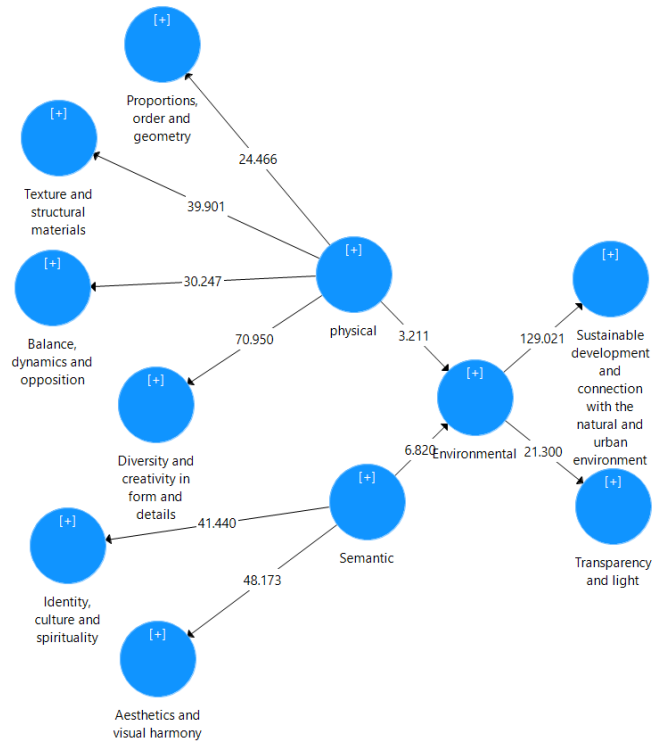 [+]
Proportions,
order and
geometry
24.466
[+]
Texture and
structural
materials
39.901
[+]
physical
[+]
Balance,
dynamics and
opposition
30.247
70.950
3.211
[+]
Sustainable
development
and
connection
with the
natural and
urban
environment
129.021
[+]
Diversity and
creativity in
form and
details
[+]
Environmental
6.820
21.300
[+]
Semantic
[+]
Transparency
and light
41.440
[+]
Identity,
culture and
spirituality
48.173
[+]
Aesthetics and
visual harmony